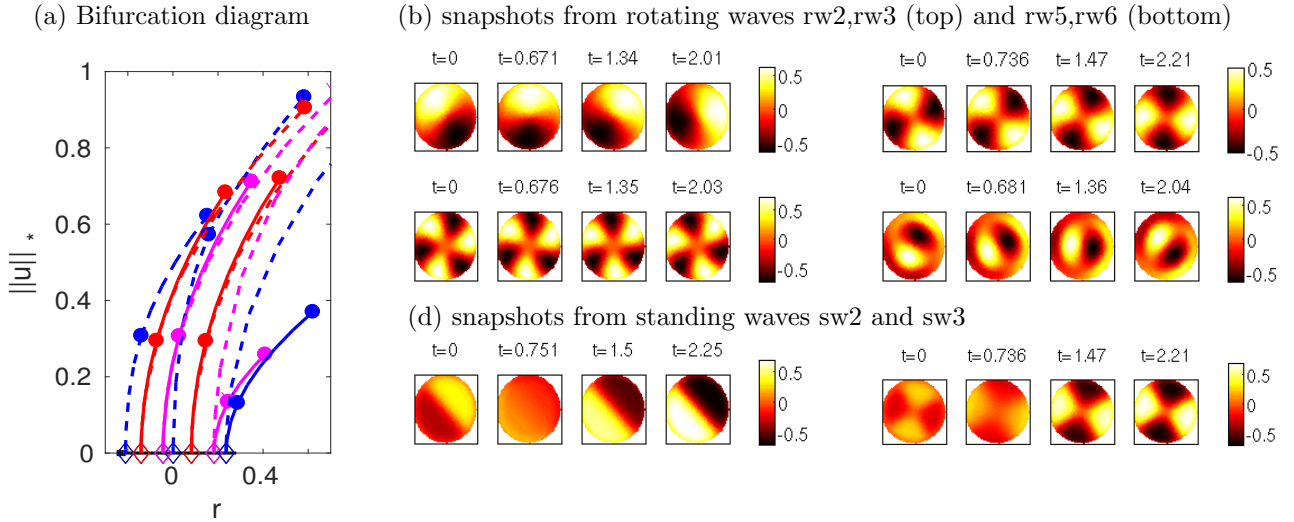 (a) Bifurcation diagram
1
0.8
0.6
0.4
0.2
0
0
0.4
r
||u||*
(b) snapshots from rotating waves rw2,rw3 (top) and rw5,rw6 (bottom)
t=0 t=0.671 t=1.34 t=2.01
0.5
0
-0.5
t=0 t=0.736 t=1.47 t=2.21
0.5
0
-0.5
t=0 t=0.676 t=1.35 t=2.03
0.5
0
-0.5
t=0 t=0.681 t=1.36 t=2.04
0.5
0
-0.5
(d) snapshots from standing waves sw2 and sw3
t=0 t=0.751 t=1.5 t=2.25
0.5
0
-0.5
t=0 t=0.736 t=1.47 t=2.21
0.5
0
-0.5